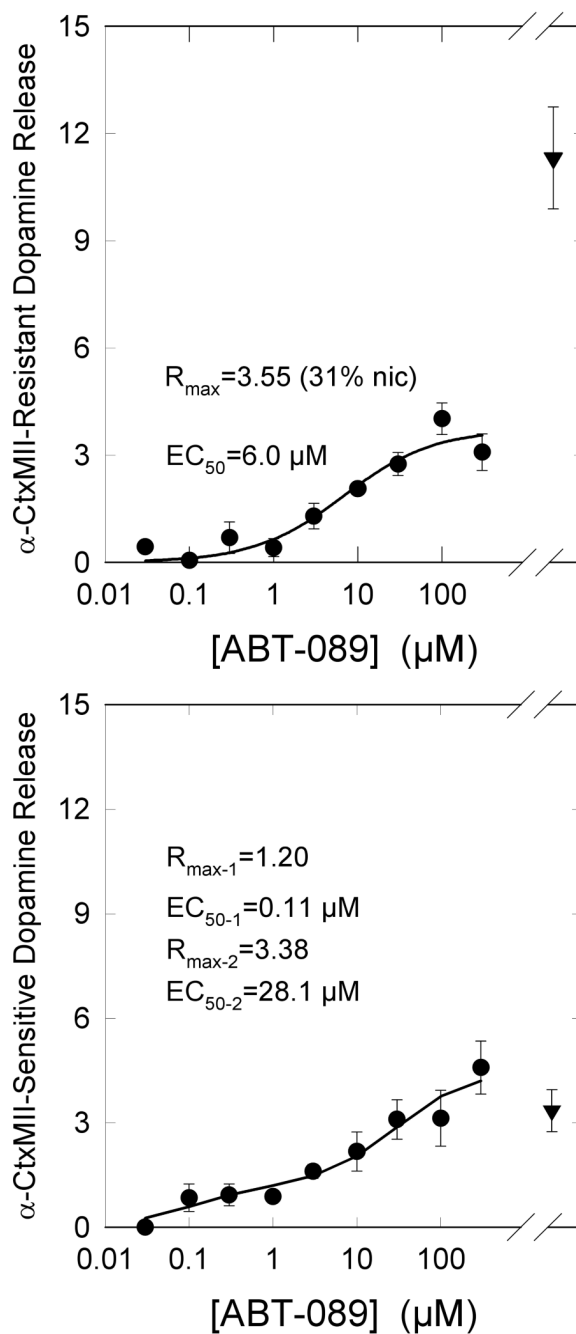 15
12
9
6
3
0
α-CtxMII-Resistant Dopamine Release
Rmax=3.55 (31% nic)
EC50=6.0 µM
0.01 0.1 1 10 100
[ABT-089] (µM)
15
12
9
6
3
0
α-CtxMII-Sensitive Dopamine Release
Rmax-1=1.20
EC50-1=0.11 µM
Rmax-2=3.38
EC50-2=28.1 µM
0.01 0.1 1 10 100
[ABT-089] (µM)